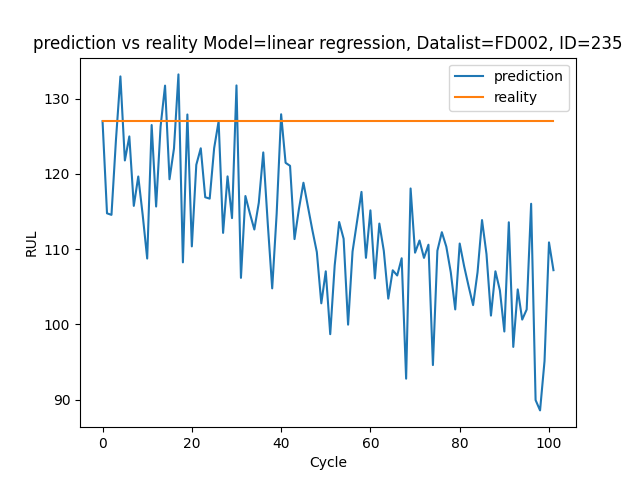 prediction vs reality Model=linear regression, Datalist=FD002, ID=235
prediction
reality
130
120
110
100
90
RUL
0 20 40 60 80 100
Cycle